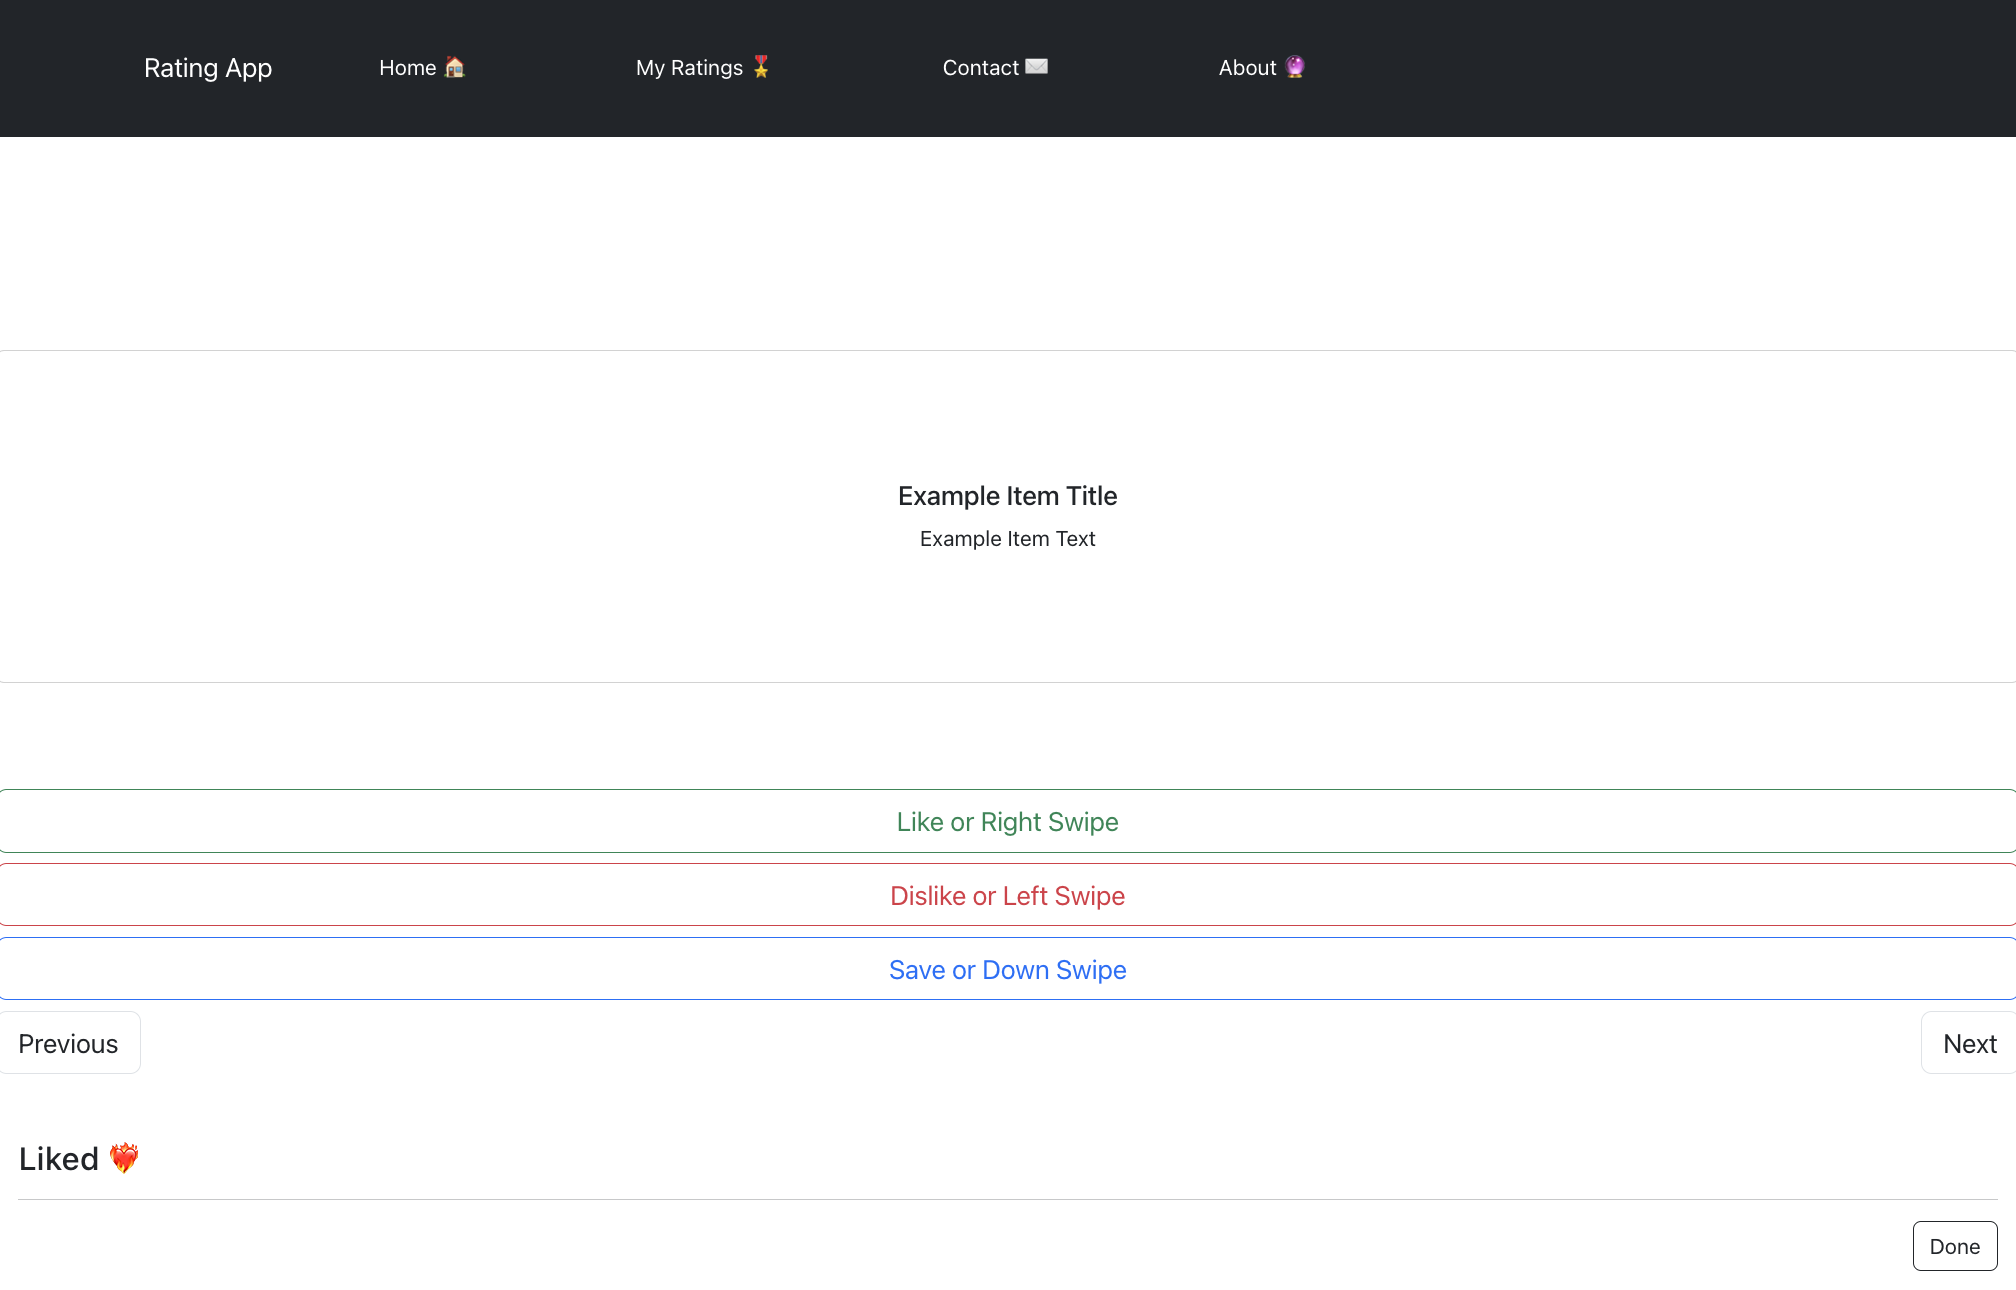 Rating App Home 🏠 My Ratings 🎖️ Contact ✉️ About 🔮
Example Item Title
Example Item Text
Like or Right Swipe
Dislike or Left Swipe
Save or Down Swipe
Previous Next
Liked ❤️‍🔥
Done